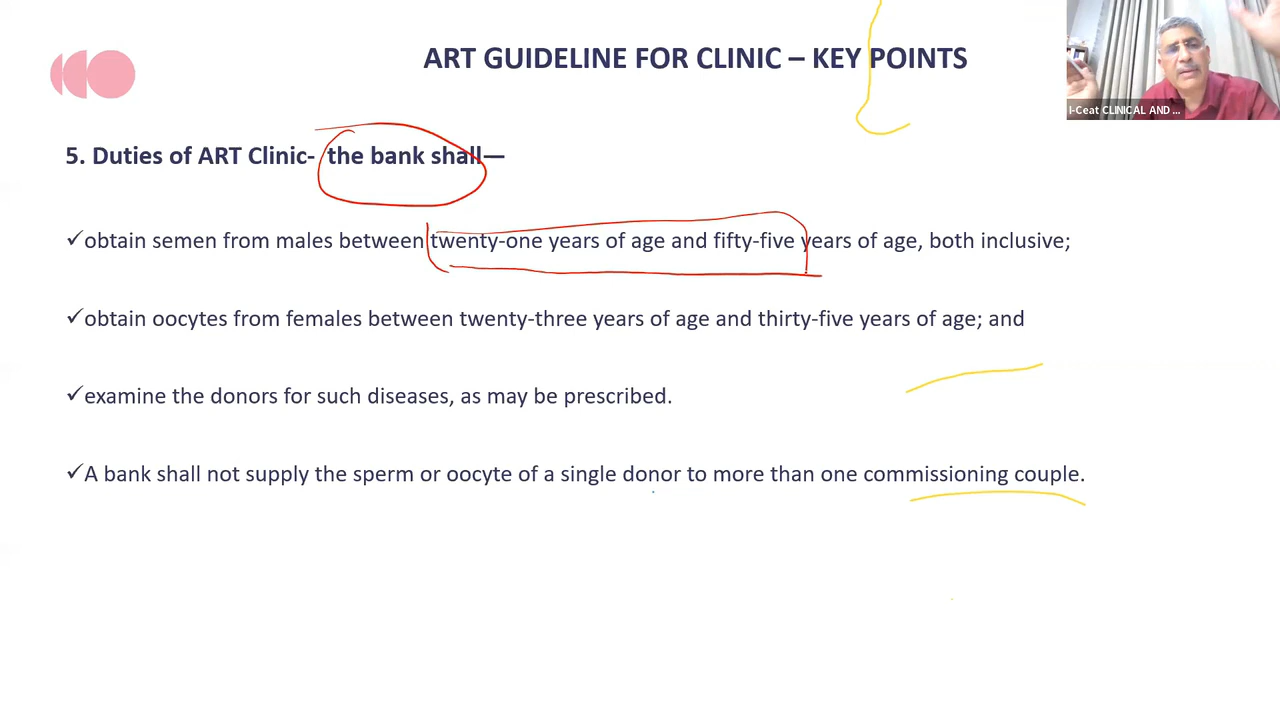 ART GUIDELINE FOR CLINIC – KEY POINTS
I-Ceat CLINICAL AND ...
5. Duties of ART Clinic- the bank shall—
✓obtain semen from males between twenty-one years of age and fifty-five years of age, both inclusive;
✓obtain oocytes from females between twenty-three years of age and thirty-five years of age; and
✓examine the donors for such diseases, as may be prescribed.
✓A bank shall not supply the sperm or oocyte of a single donor to more than one commissioning couple.